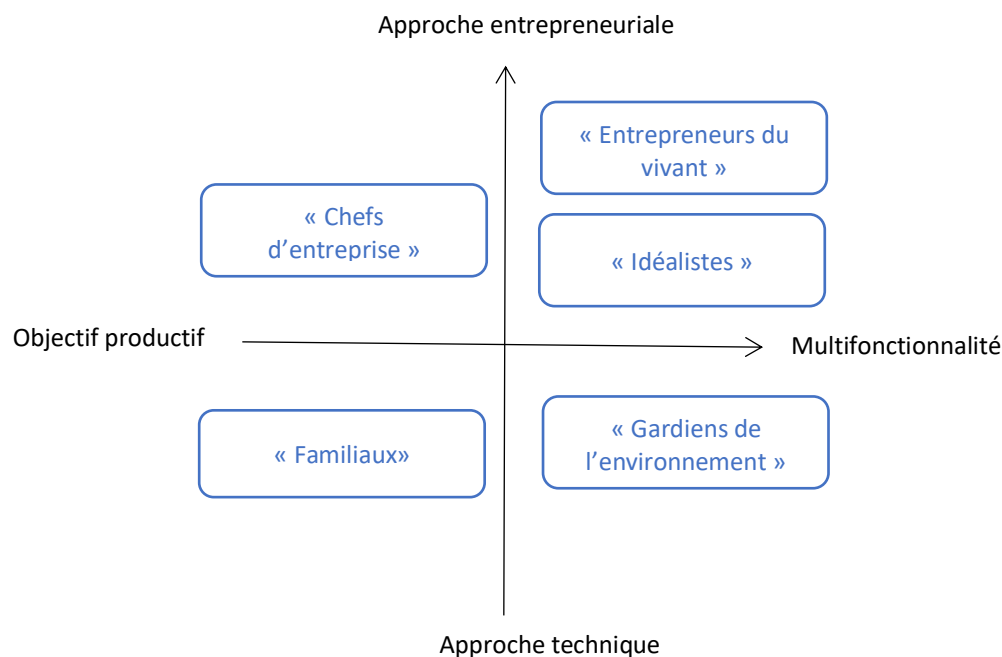 Approche entrepreneuriale
« Entrepreneurs du
vivant »
« Chefs
d’entreprise »
« Idéalistes »
Objectif productif
Multifonctionnalité
« Familiaux»
« Gardiens de
l’environnement »
Approche technique